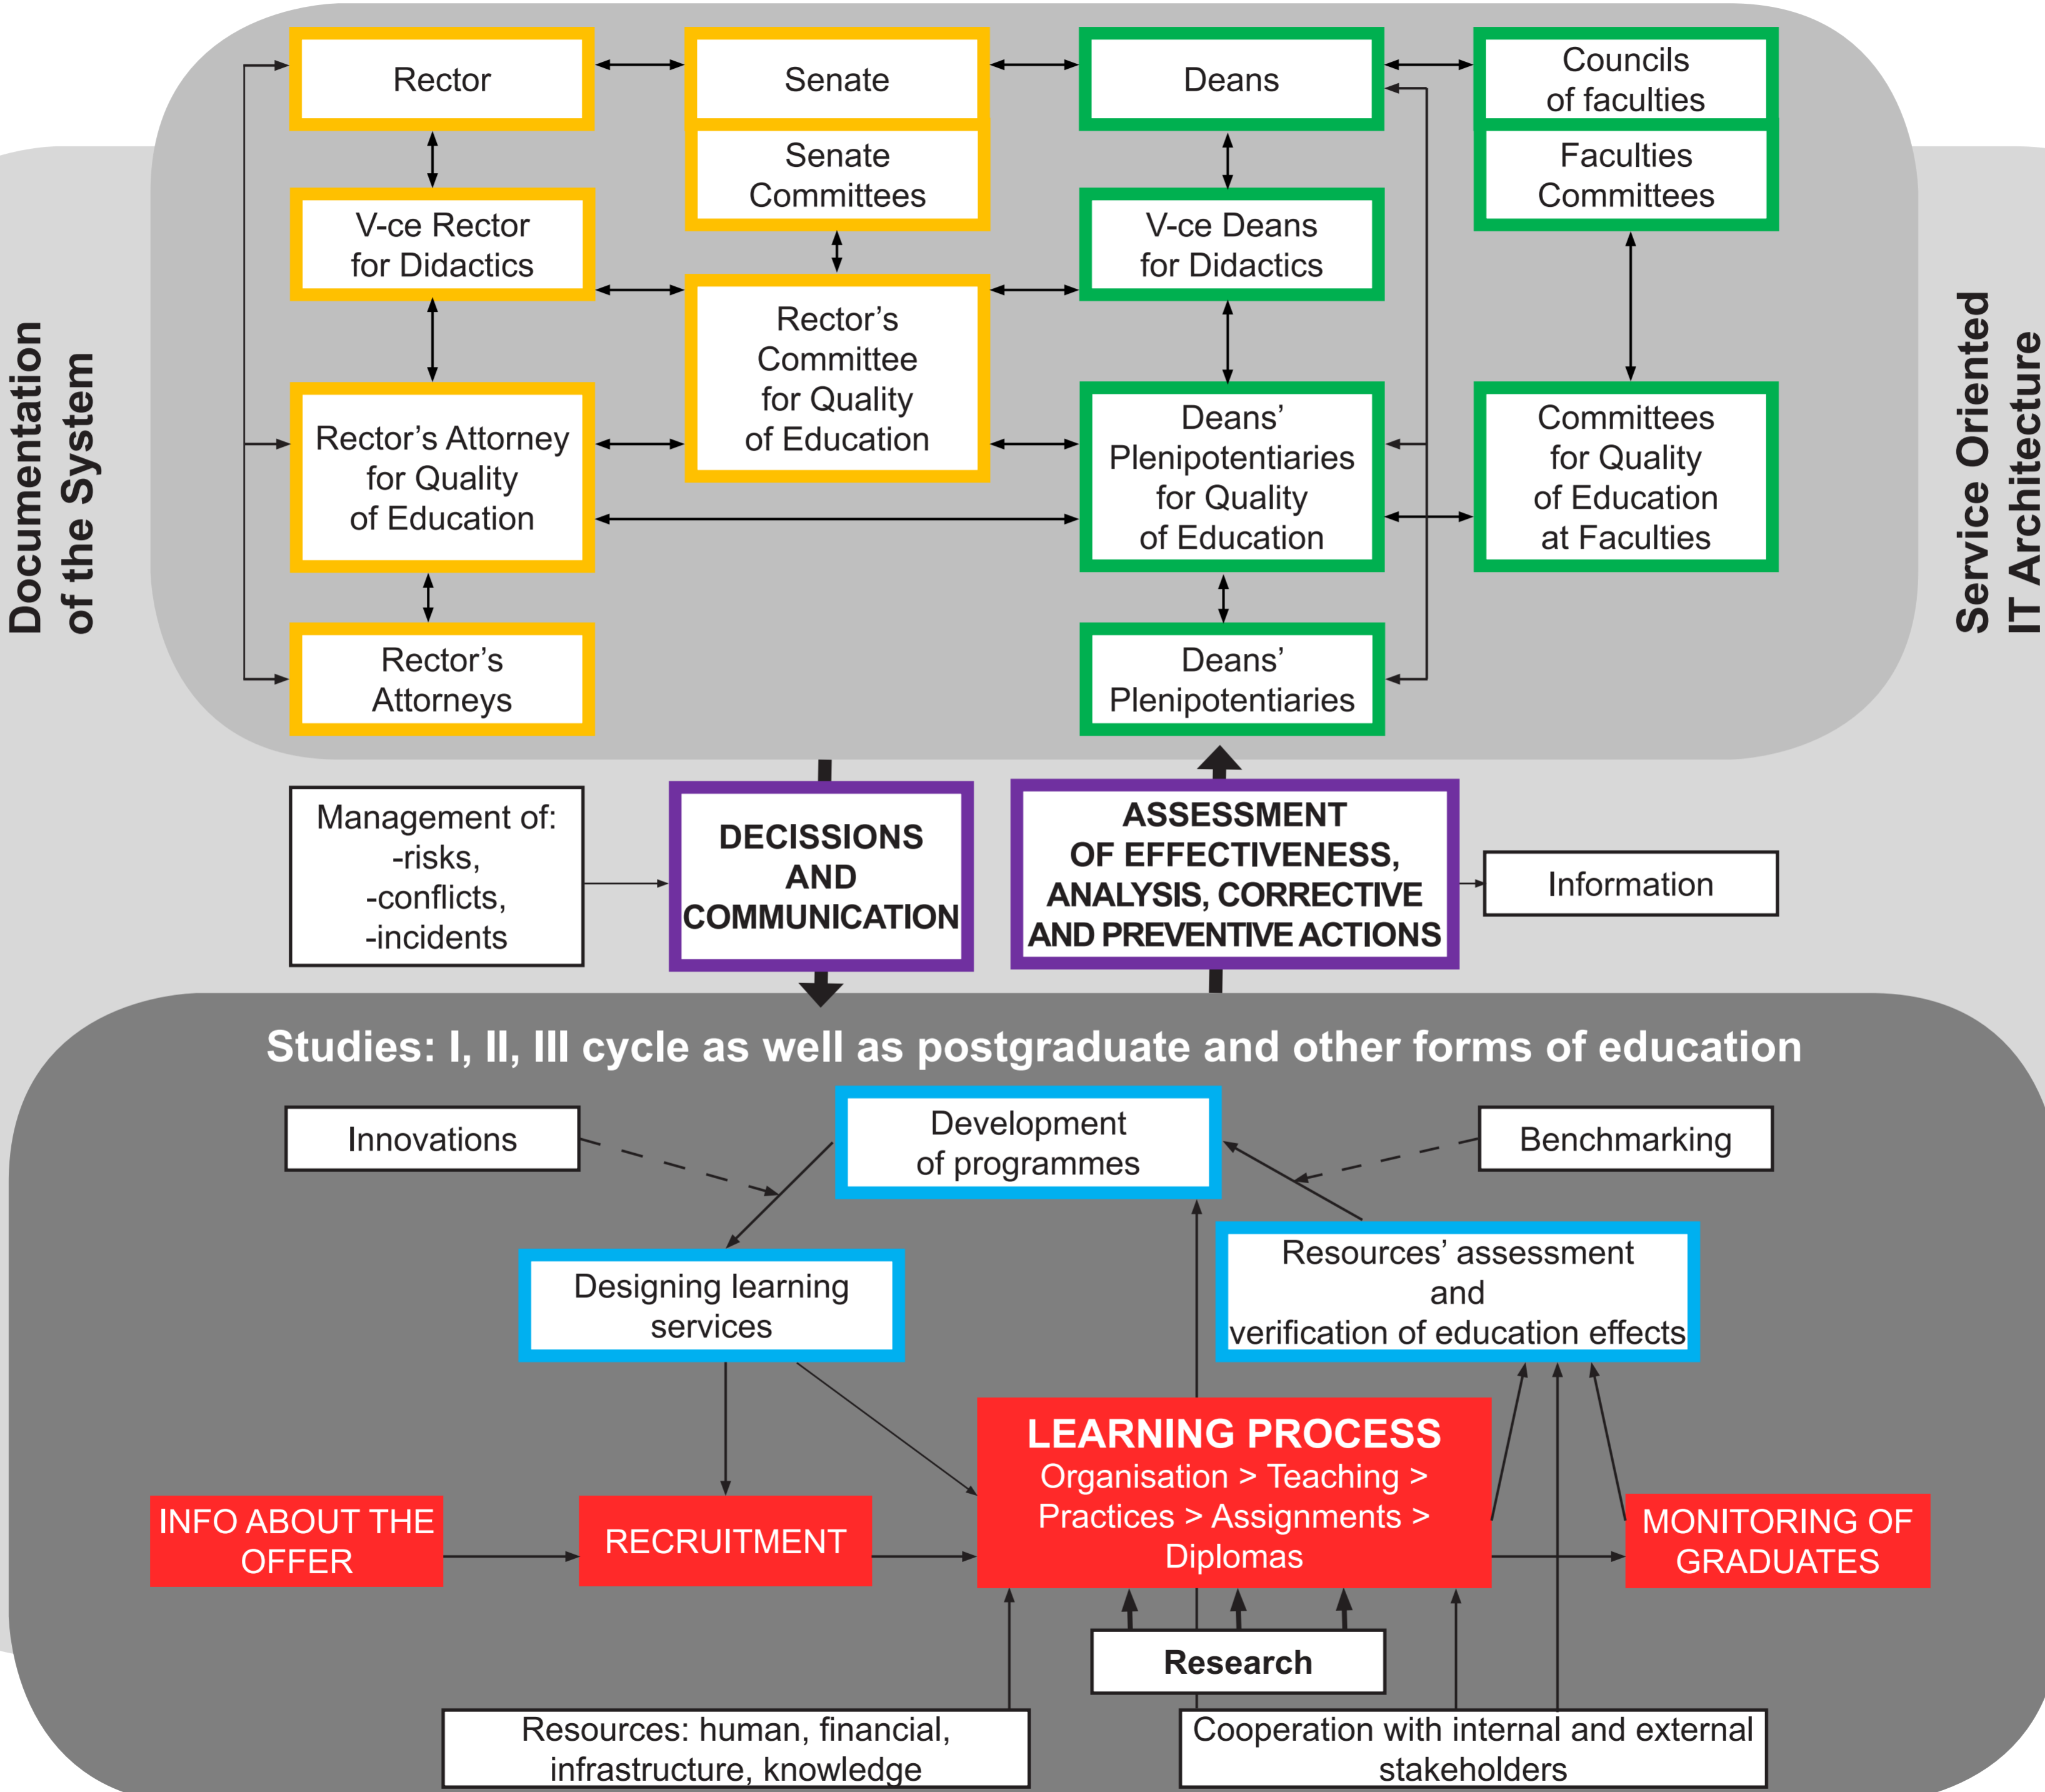 Rector
Senate
Deans
Councils
of faculties
Senate
Committees
Faculties
Committees
V-ce Rector
for Didactics
V-ce Deans
for Didactics
Rector's
Committee
for Quality
of Education
Rector's Attorney
for Quality
of Education
Deans'
Plenipotentiaries
for Quality
of Education
Committees
for Quality
of Education
at Faculties
Rector's
Attorneys
Deans'
Plenipotentiaries
Documentation
of the System
Service Oriented
IT Architecture
Management of:
-risks,
-conflicts,
-incidents
DECISSIONS
AND
COMMUNICATION
ASSESSMENT
OF EFFECTIVENESS,
ANALYSIS, CORRECTIVE
AND PREVENTIVE ACTIONS
Information
Studies: I, II, III cycle as well as postgraduate and other forms of education
Innovations
Development
of programmes
Benchmarking
Designing learning
services
Resources' assessment
and
verification of education effects
LEARNING PROCESS
Organisation > Teaching >
Practices > Assignments >
Diplomas
INFO ABOUT THE
OFFER
RECRUITMENT
MONITORING OF
GRADUATES
Research
Resources: human, financial,
infrastructure, knowledge
Cooperation with internal and external
stakeholders